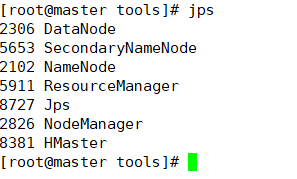 [root@master tools]# jps
2306 DataNode
5653 SecondaryNameNode
2102 NameNode
5911 ResourceManager
8727 Jps
2826 NodeManager
8381 HMaster
[root@master tools]#